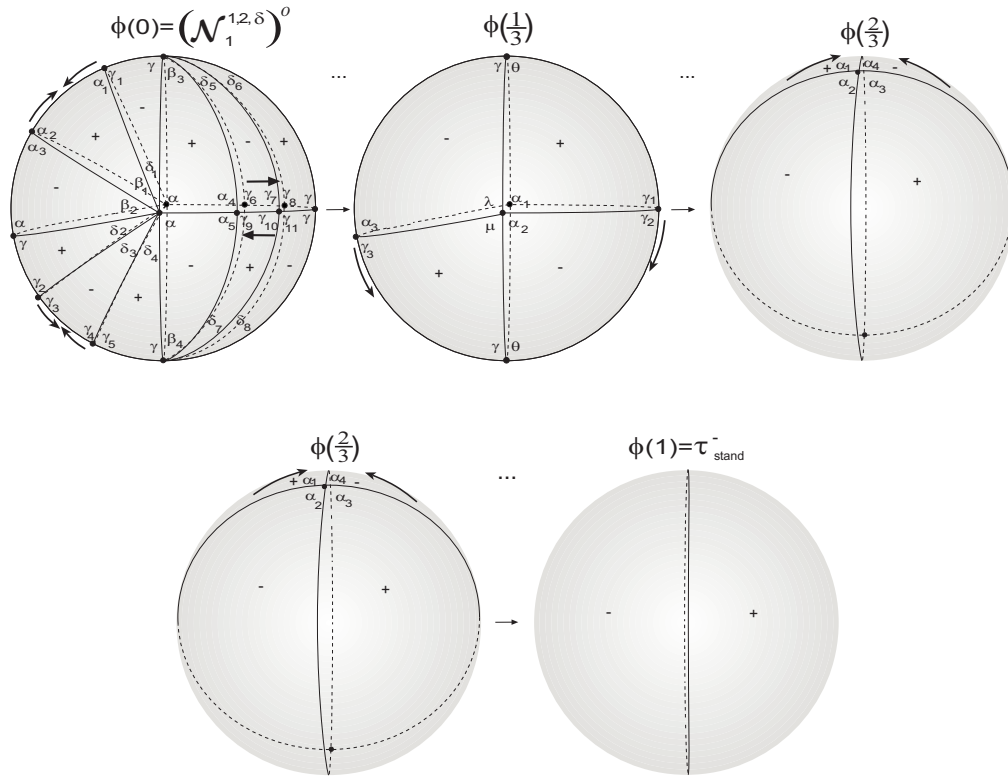 ϕ(0)=(𝒩₁^{1,2,δ})^o
ϕ(1/3)
ϕ(2/3)
... ...
γ β₃ δ₅ δ₆
α₁ γ₁
α₂ α₃
- + + - +
δ₁ β₁
- α α₄ γ₆ γ₇ γ₈ γ
β₂ α α₅ γ₉ γ₁₀ γ₁₁ γ
α γ δ₂ δ₃ δ₄
+ - + - + -
γ₂ γ₃
γ₄ γ₅
γ β₄ δ₇ δ₈
γ θ
- +
λ α₁ γ₁
α₃ γ₃ μ α₂ γ₂
+ -
γ θ
+ α₁ α₄ -
α₂ α₃
- +
ϕ(2/3)
...
ϕ(1)=τ⁻_stand
+ α₁ α₄ -
α₂ α₃
- +
- +